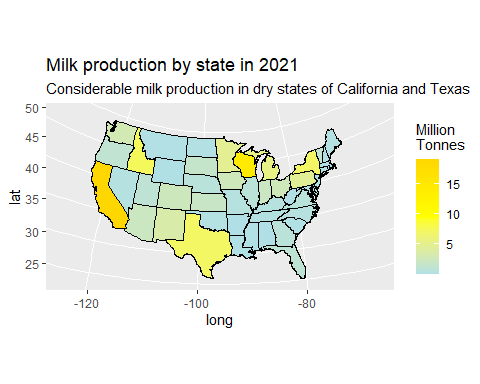 Milk production by state in 2021
Considerable milk production in dry states of California and Texas
50
45
40
35
30
25
lat
-120
-100
-80
long
Million
Tonnes
15
10
5